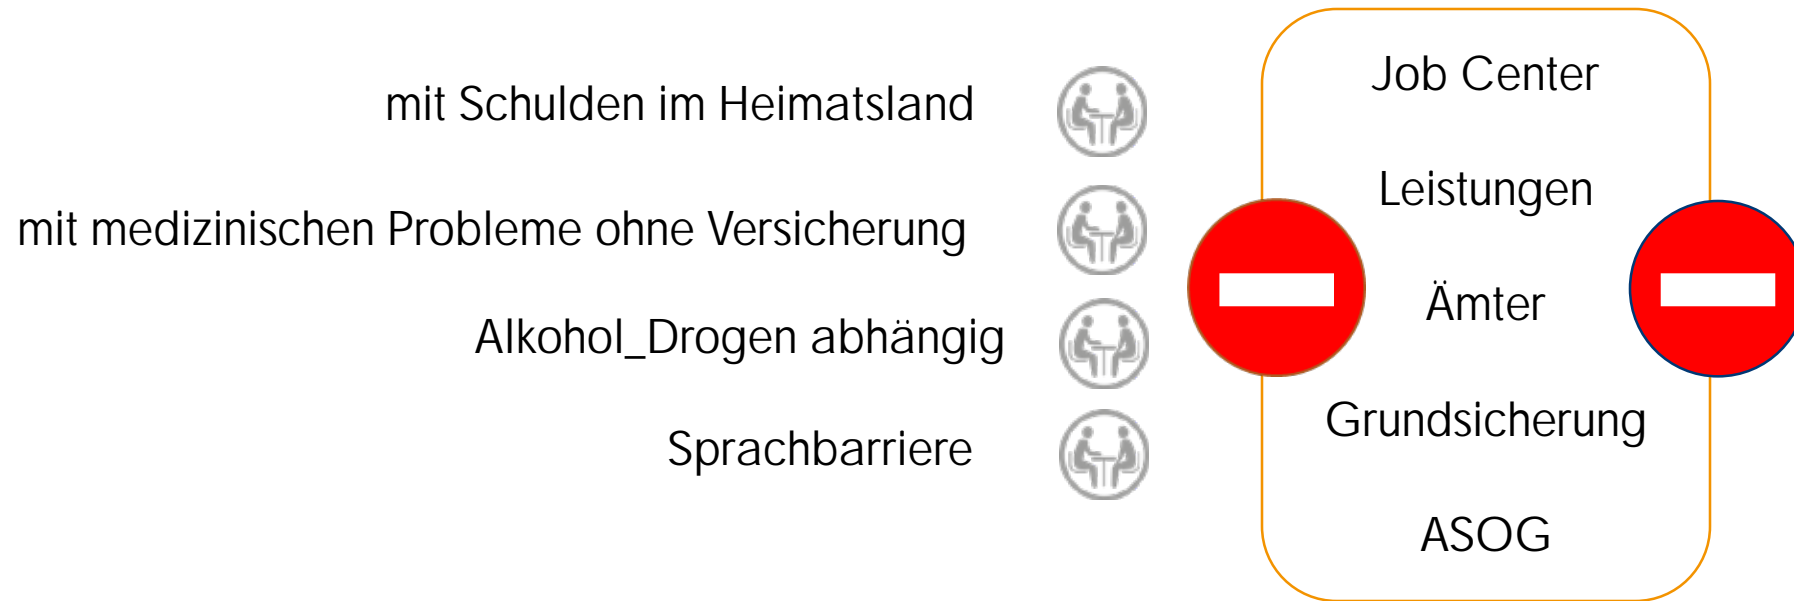 mit Schulden im Heimatsland
mit medizinischen Probleme ohne Versicherung
Alkohol_Drogen abhängig
Sprachbarriere
Job Center
Leistungen
Ämter
Grundsicherung
ASOG